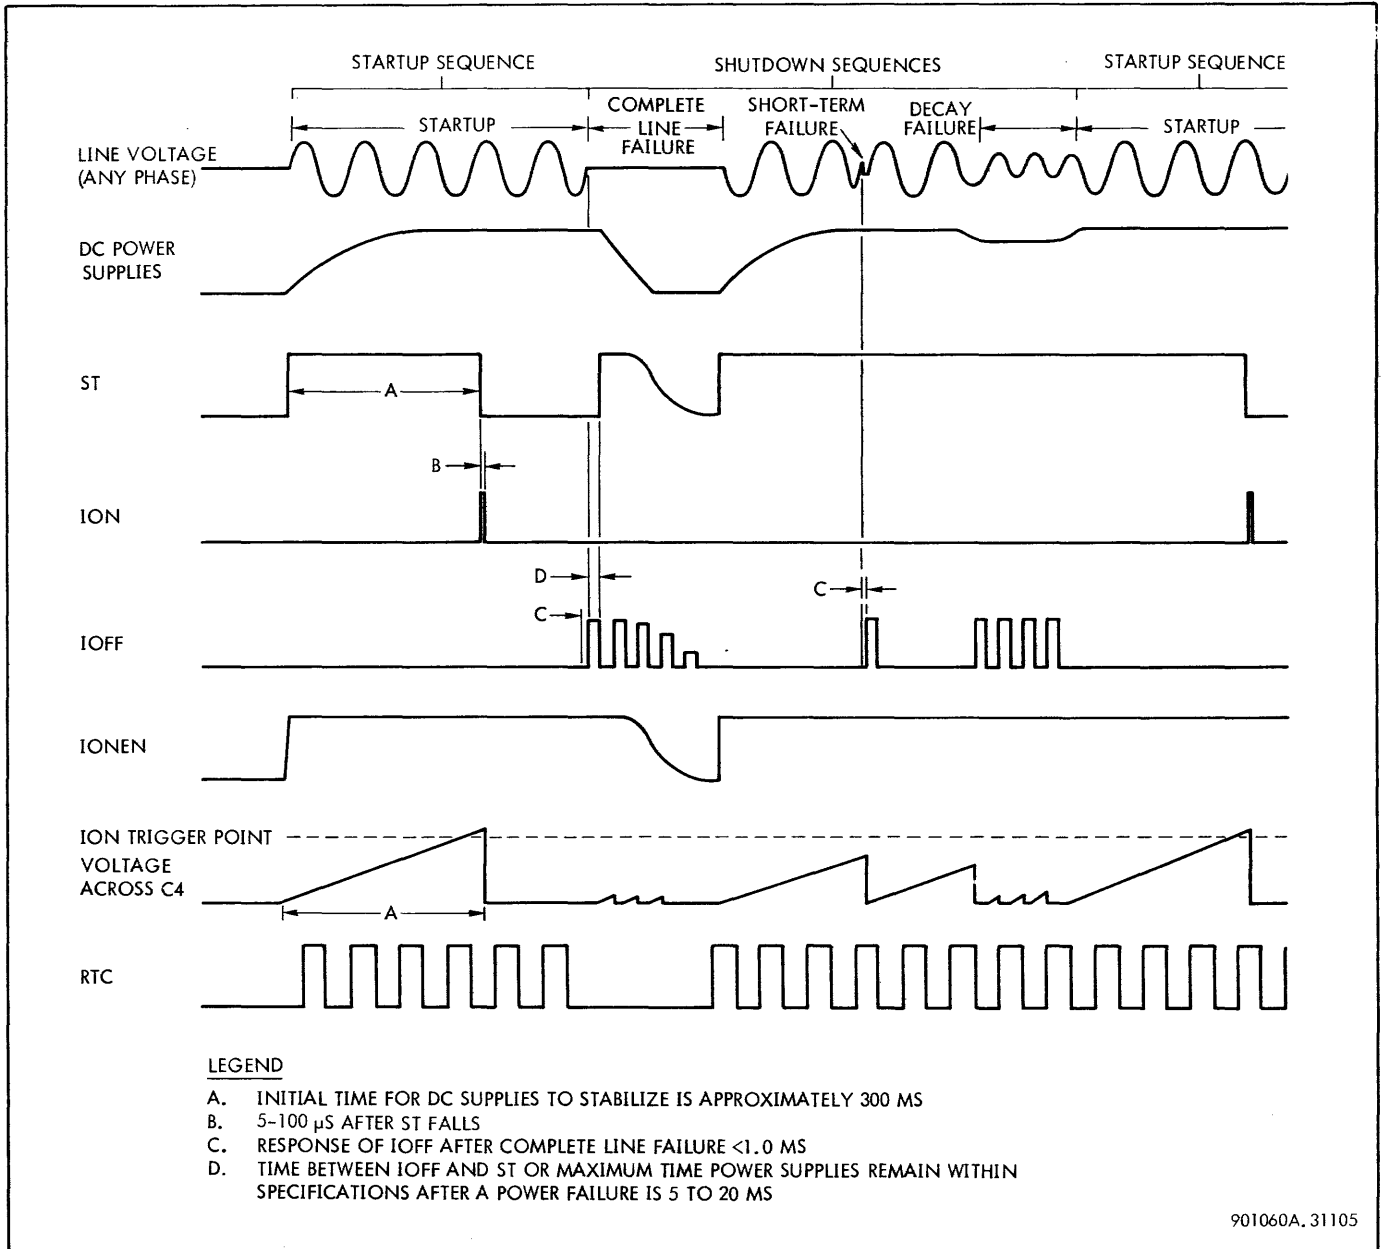 STARTUP SEQUENCE
SHUTDOWN SEQUENCES
STARTUP SEQUENCE
STARTUP
COMPLETE
LINE
FAILURE
SHORT-TERM
FAILURE
DECAY
FAILURE
STARTUP
LINE VOLTAGE
(ANY PHASE)
DC POWER
SUPPLIES
ST
A
B
ION
D
C
C
IOFF
IONEN
ION TRIGGER POINT
VOLTAGE
ACROSS C4
A
RTC
LEGEND
A. INITIAL TIME FOR DC SUPPLIES TO STABILIZE IS APPROXIMATELY 300 MS
B. 5-100 µS AFTER ST FALLS
C. RESPONSE OF IOFF AFTER COMPLETE LINE FAILURE <1.0 MS
D. TIME BETWEEN IOFF AND ST OR MAXIMUM TIME POWER SUPPLIES REMAIN WITHIN
SPECIFICATIONS AFTER A POWER FAILURE IS 5 TO 20 MS
901060A.31105